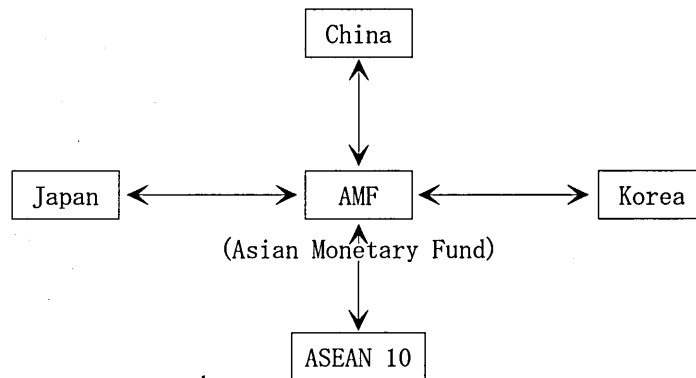 China
Japan
AMF
Korea
(Asian Monetary Fund)
ASEAN 10